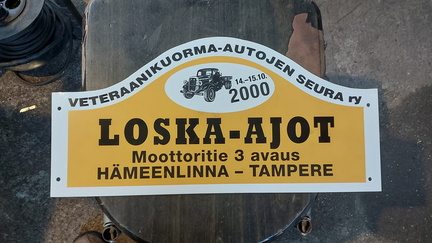 VETERAANIKUORMA-AUTOJEN SEURA ry
14.-15.10.
2000
LOSKA-AJOT
Moottoritie 3 avaus
HÄMEENLINNA – TAMPERE